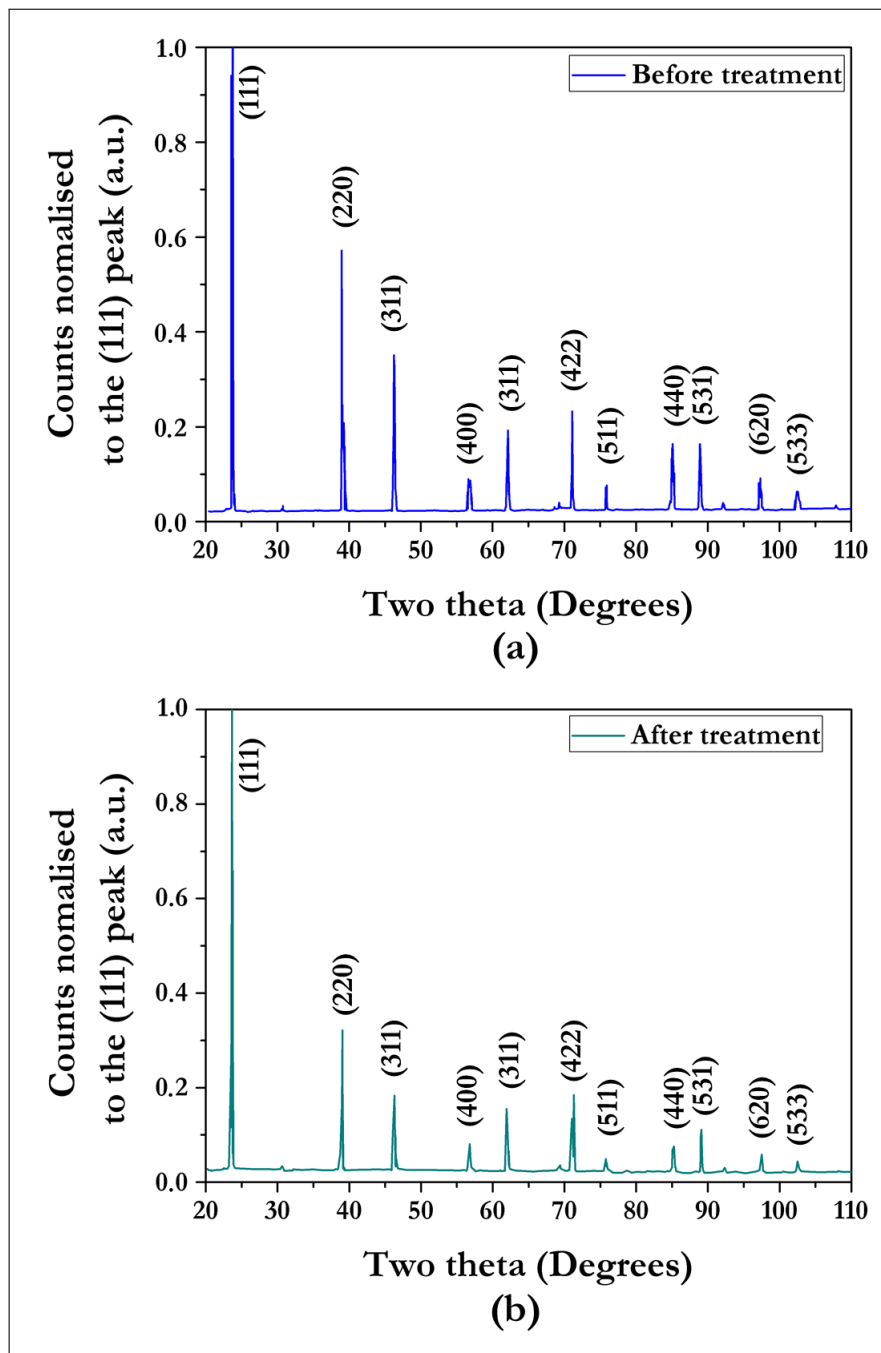 Before treatment
Counts nomalised
to the (111) peak (a.u.)
1.0
0.8
0.6
0.4
0.2
0.0
(111)
(220)
(311)
(400)
(311)
(422)
(511)
(440)
(531)
(620)
(533)
20 30 40 50 60 70 80 90 100 110
Two theta (Degrees)
(a)
After treatment
Counts nomalised
to the (111) peak (a.u.)
1.0
0.8
0.6
0.4
0.2
0.0
(111)
(220)
(311)
(400)
(311)
(422)
(511)
(440)
(531)
(620)
(533)
20 30 40 50 60 70 80 90 100 110
Two theta (Degrees)
(b)